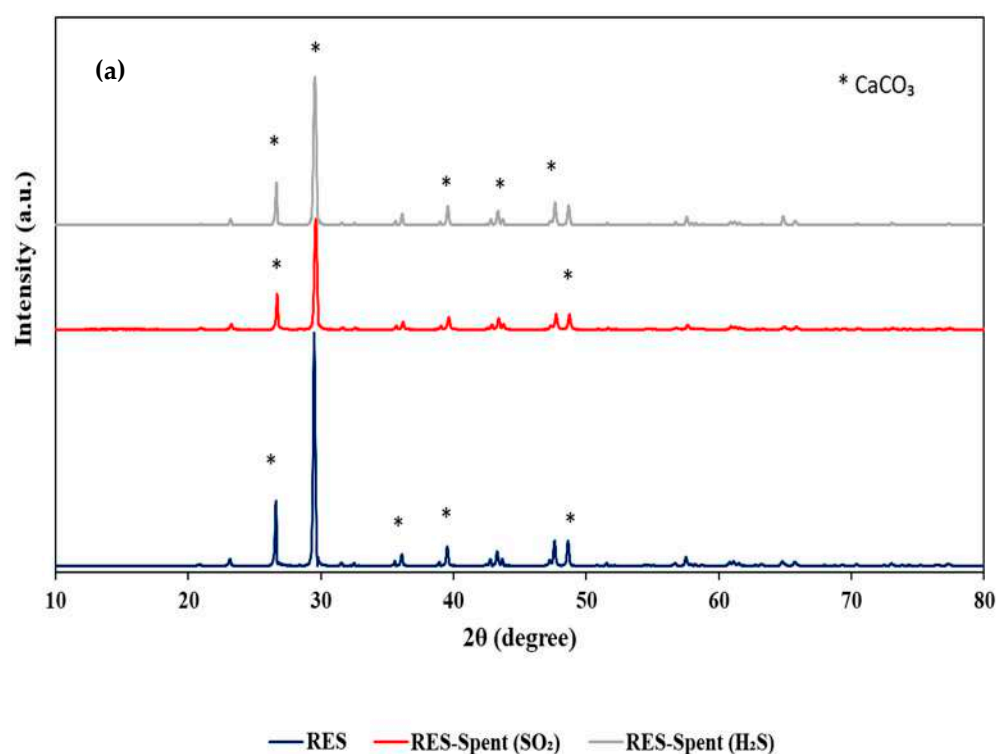 *
(a)
* CaCO₃
*
* * *
*
* *
*
* * *
Intensity (a.u.)
10 20 30 40 50 60 70 80
2θ (degree)
RES RES-Spent (SO₂) RES-Spent (H₂S)